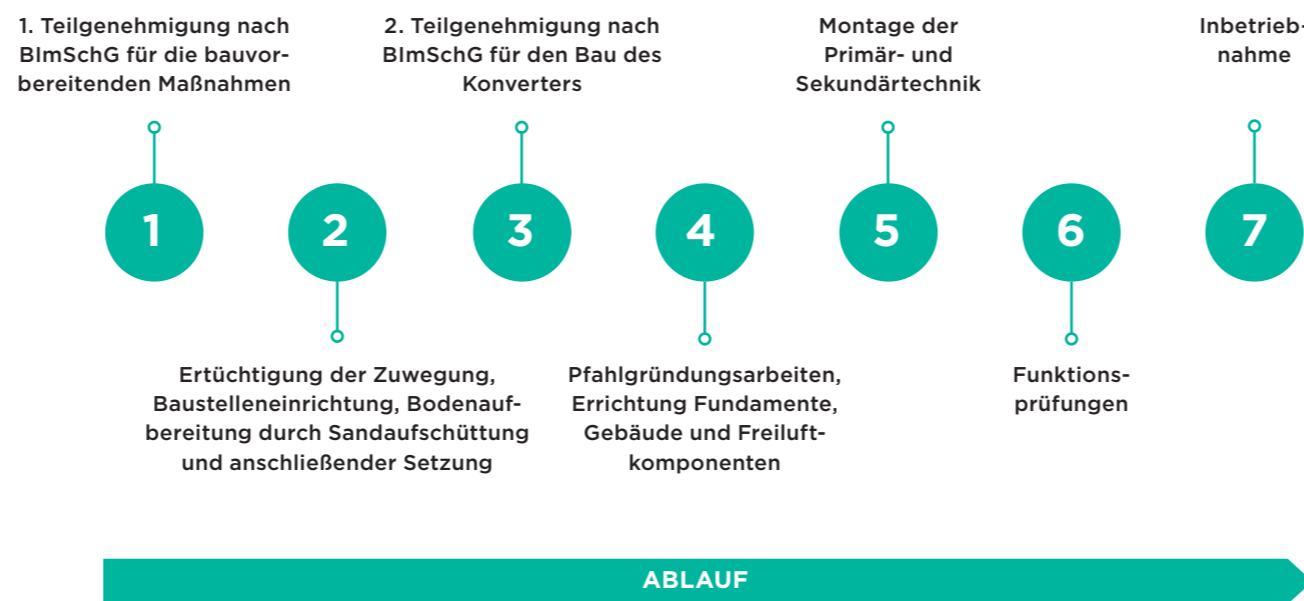 1. Teilgenehmigung nach
BImSchG für die bauvor-
bereitenden Maßnahmen
2. Teilgenehmigung nach
BImSchG für den Bau des
Konverters
Montage der
Primär- und
Sekundärtechnik
Inbetrieb-
nahme
1
2
3
4
5
6
7
Ertüchtigung der Zuwegung,
Baustelleneinrichtung, Bodenauf-
bereitung durch Sandaufschüttung
und anschließender Setzung
Pfahlgründungsarbeiten,
Errichtung Fundamente,
Gebäude und Freiluft-
komponenten
Funktions-
prüfungen
ABLAUF